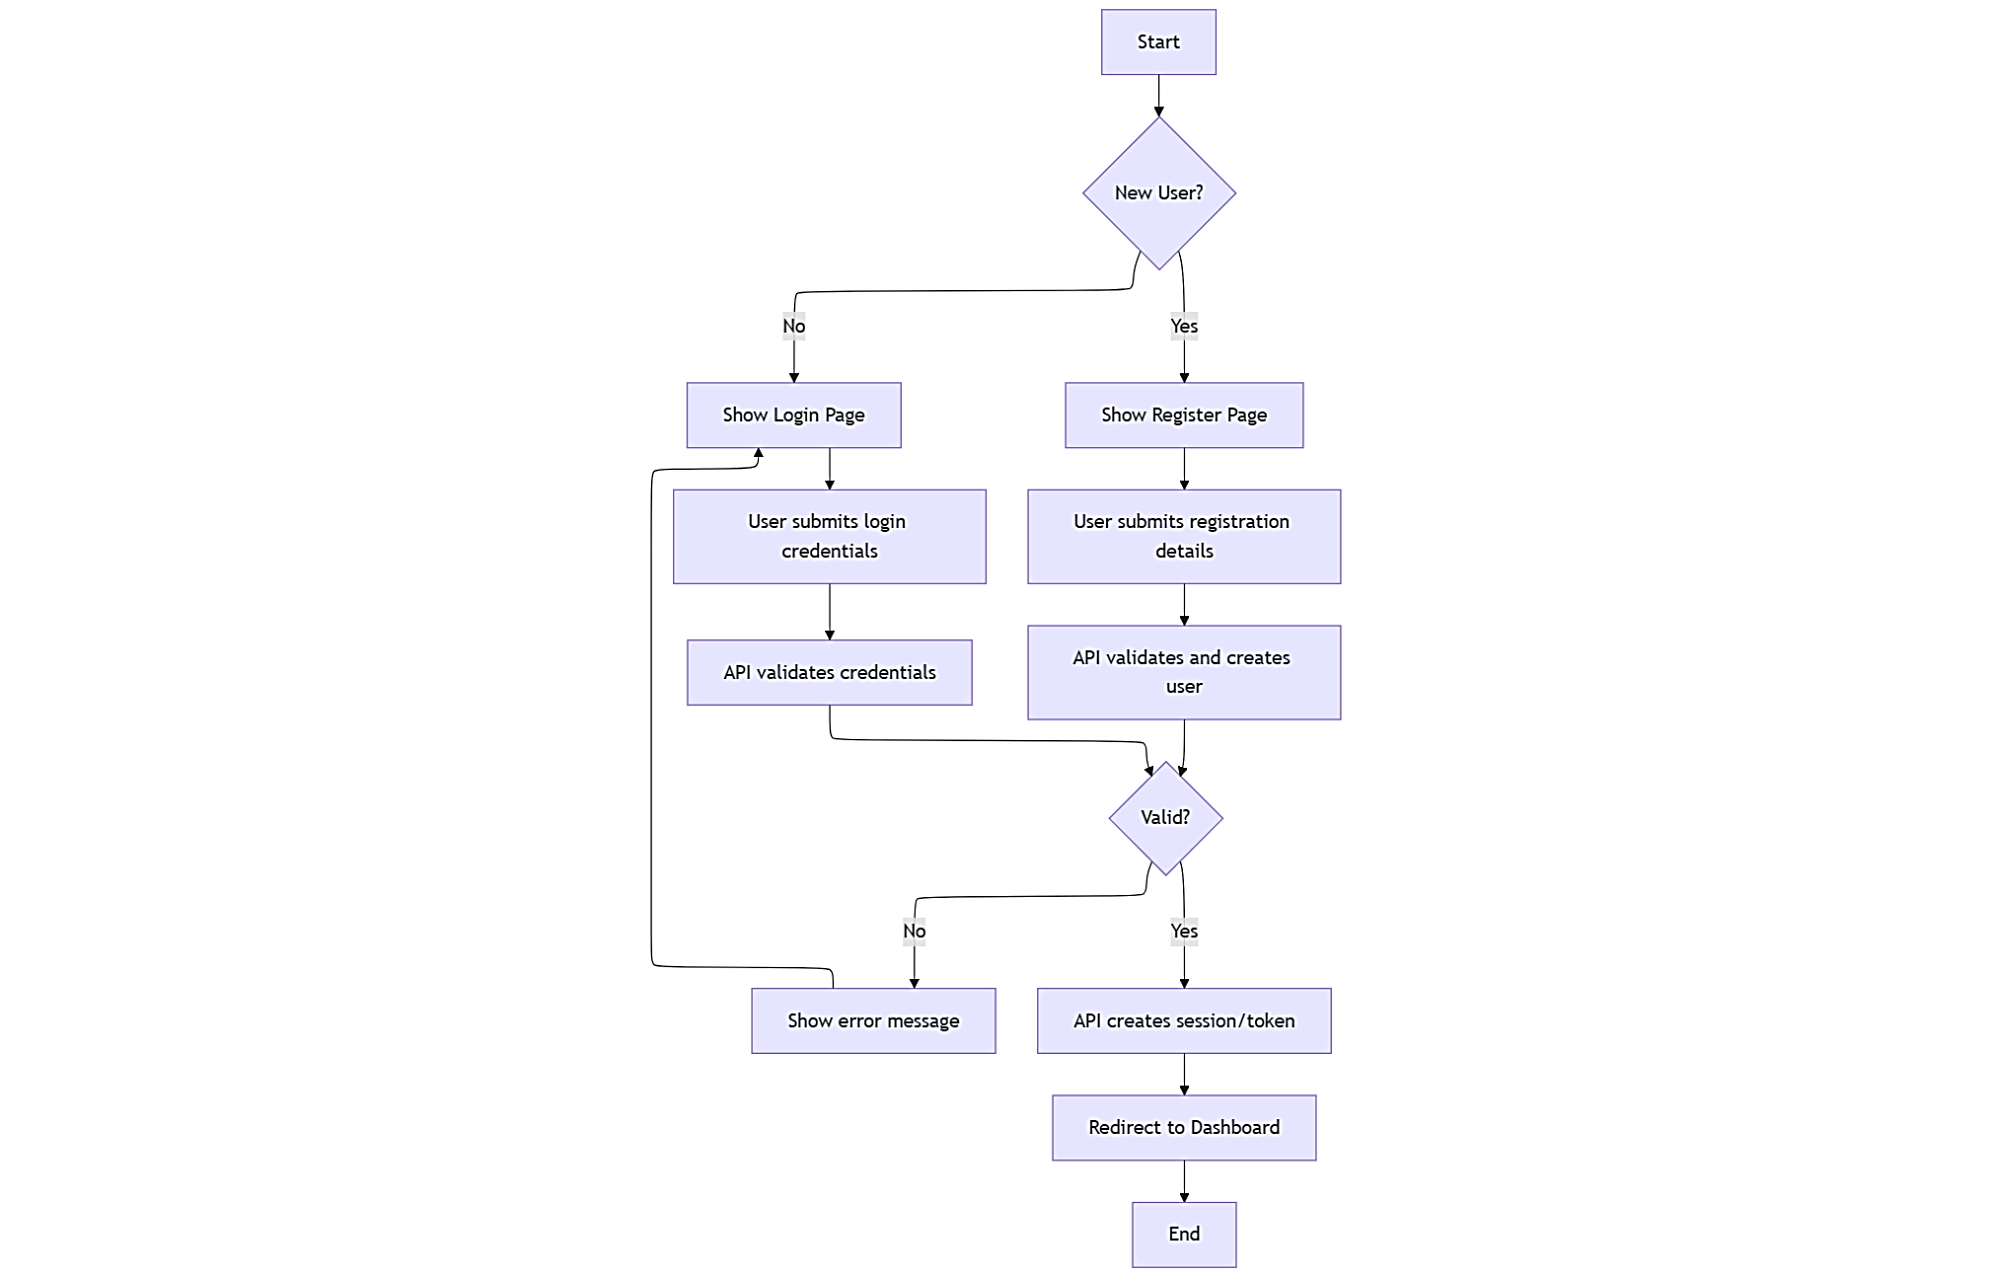 Start
New User?
No
Yes
Show Login Page
Show Register Page
User submits login
credentials
User submits registration
details
API validates credentials
API validates and creates
user
Valid?
No
Yes
Show error message
API creates session/token
Redirect to Dashboard
End